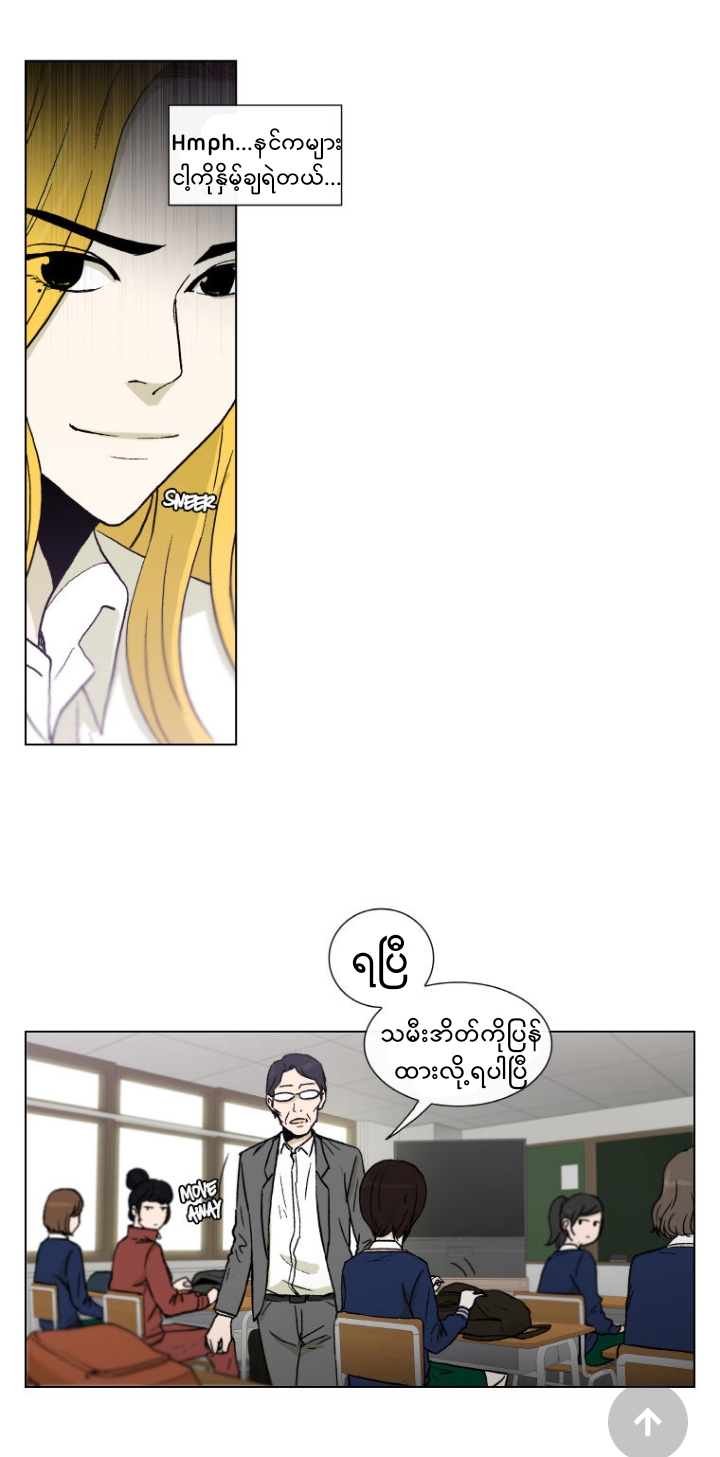 Hmph...နင်ကများ
ငါ့ကိုနှိမ့်ချရဲတယ်...
SNEER
ရပြီ
သမီးအိတ်ကိုပြန်
ထားလို့ရပါပြီ
MOVE
AWAY